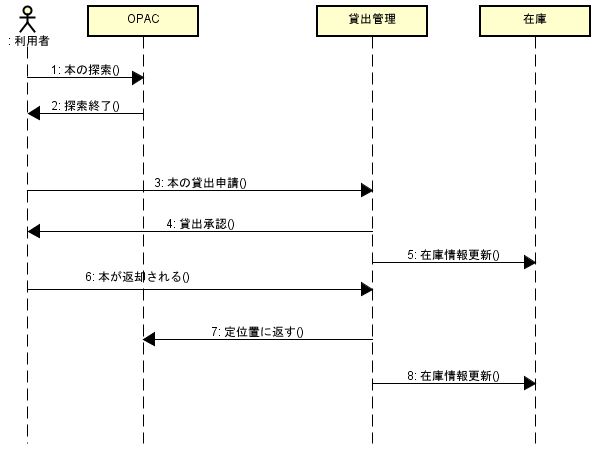 OPAC
貸出管理
在庫
: 利用者
1: 本の探索()
2: 探索終了()
3: 本の貸出申請()
4: 貸出承認()
5: 在庫情報更新()
6: 本が返却される()
7: 定位置に返す()
8: 在庫情報更新()